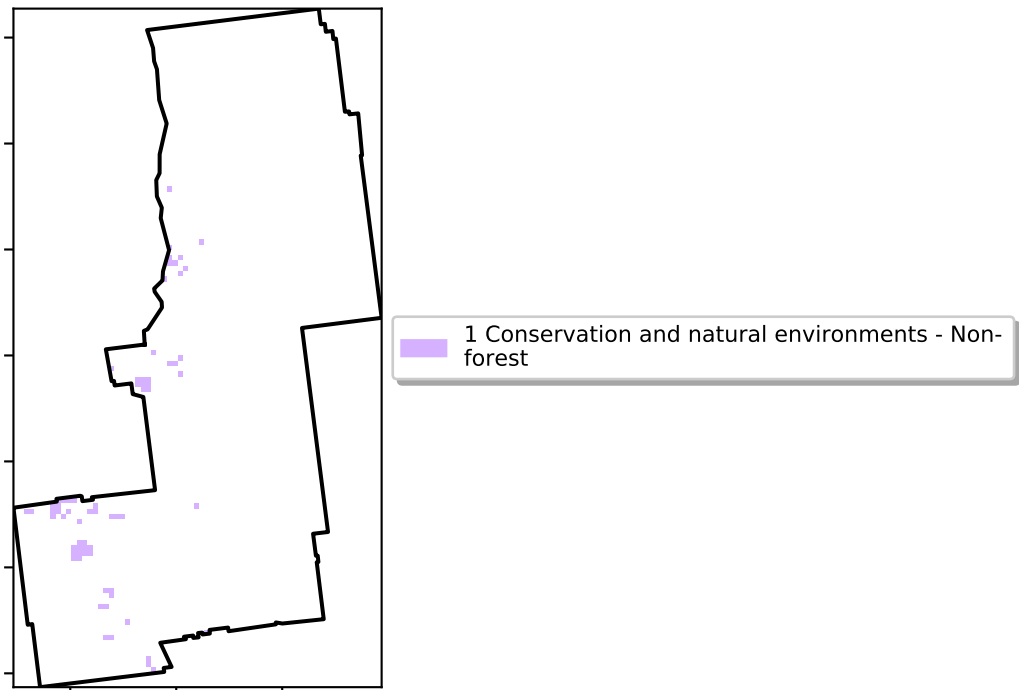 1 Conservation and natural environments - Non-
forest